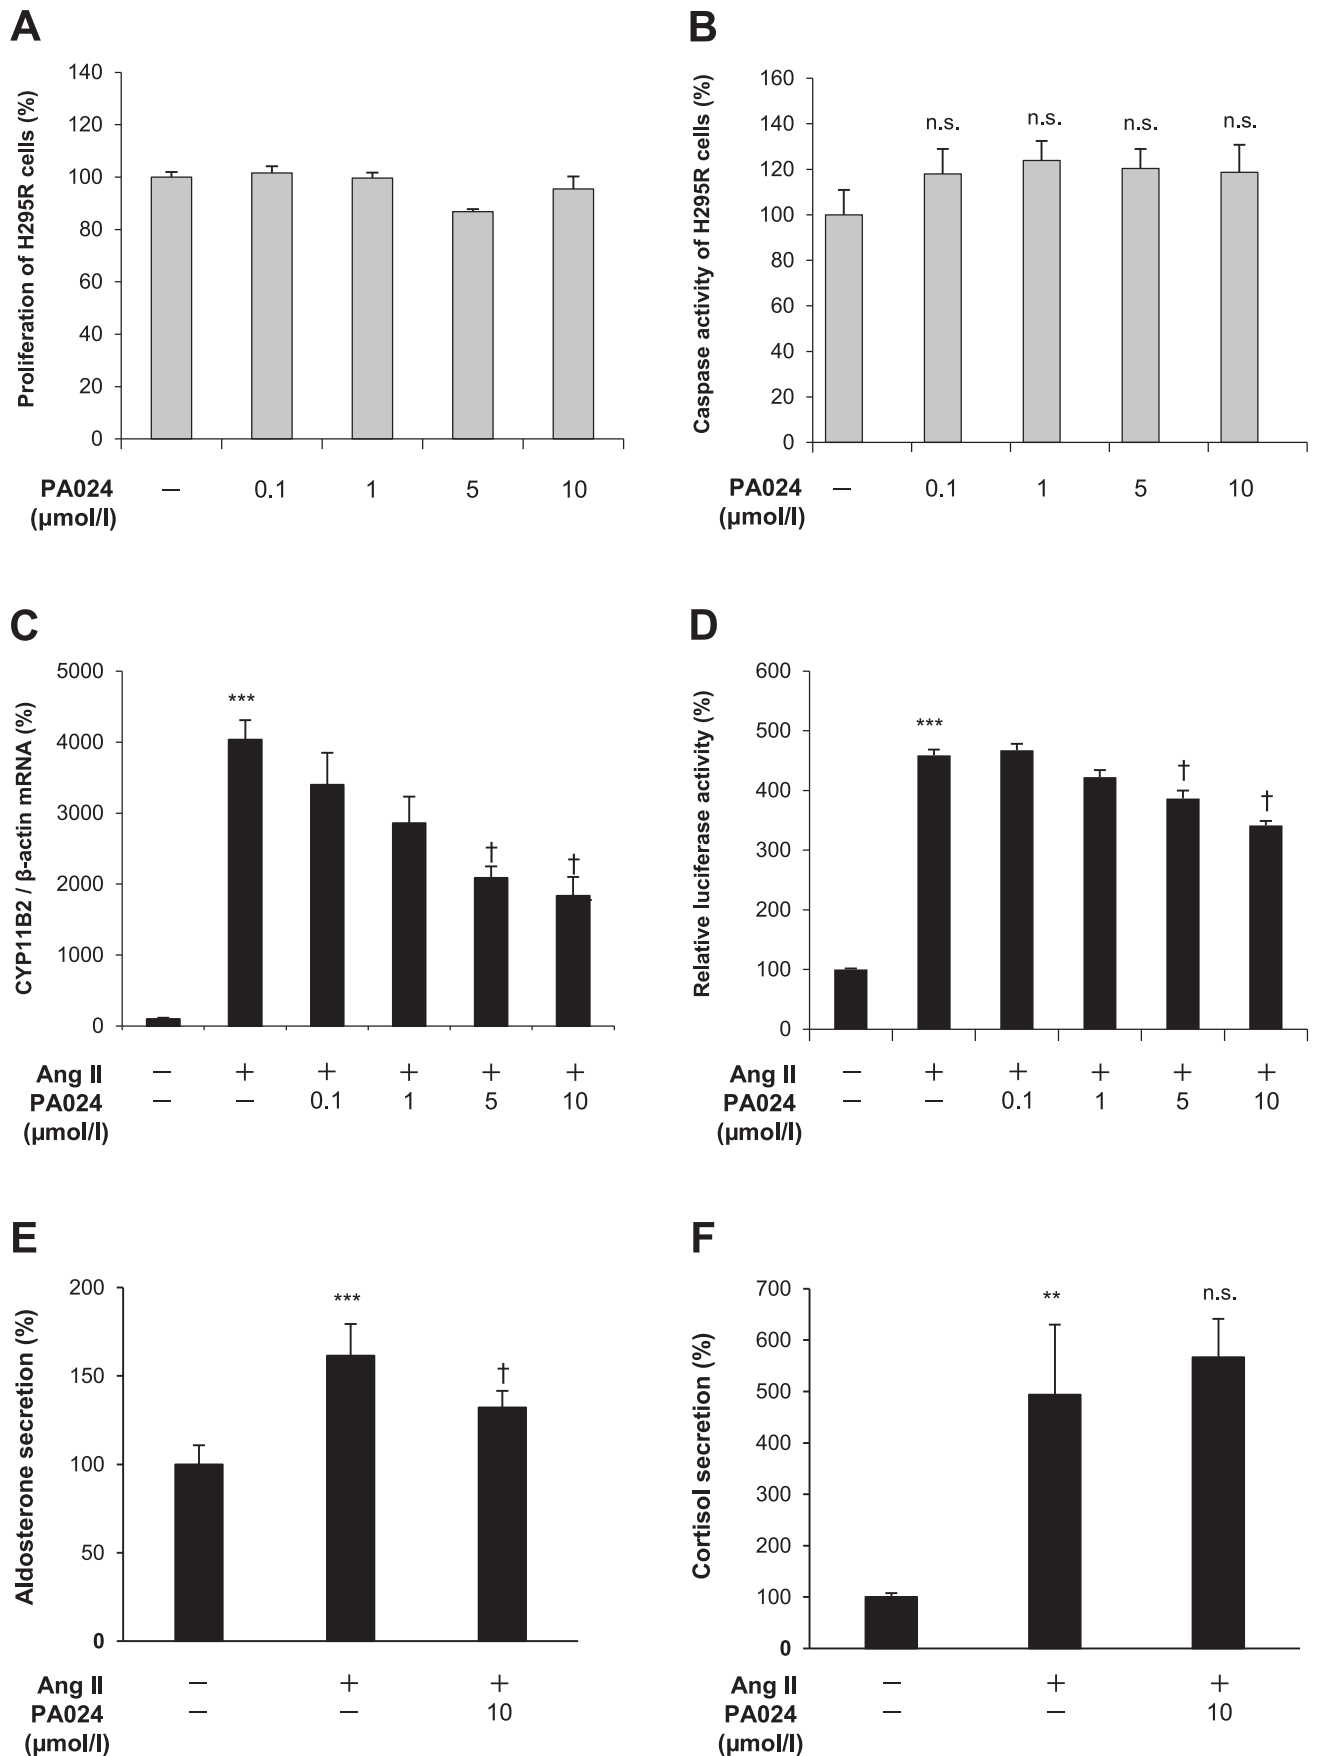 A
Proliferation of H295R cells (%)
140
120
100
80
60
40
20
0
PA024 – 0.1 1 5 10
(µmol/l)
B
Caspase activity of H295R cells (%)
160
140
120
100
80
60
40
20
0
n.s. n.s. n.s. n.s.
PA024 – 0.1 1 5 10
(µmol/l)
C
CYP11B2 / β-actin mRNA (%)
5000
4000
3000
2000
1000
0
***
†
†
Ang II – + + + + +
PA024 – – 0.1 1 5 10
(µmol/l)
D
Relative luciferase activity (%)
600
500
400
300
200
100
0
***
†
†
Ang II – + + + + +
PA024 – – 0.1 1 5 10
(µmol/l)
E
Aldosterone secretion (%)
200
150
100
50
0
***
†
Ang II – + +
PA024 – – 10
(µmol/l)
F
Cortisol secretion (%)
700
600
500
400
300
200
100
0
**
n.s.
Ang II – + +
PA024 – – 10
(µmol/l)